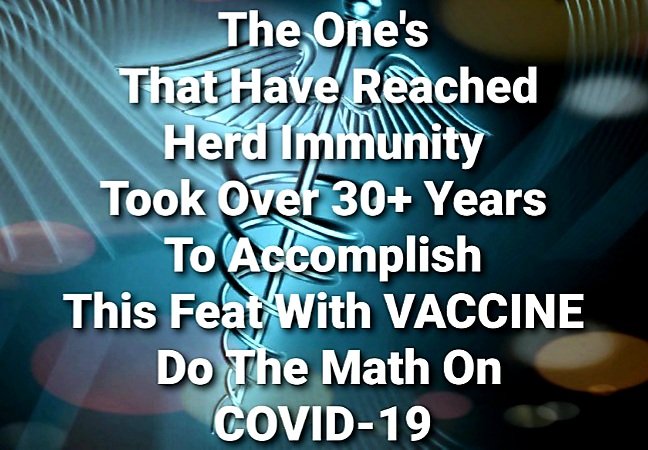 The One's
That Have Reached
Herd Immunity
Took Over 30+ Years
To Accomplish
This Feat With VACCINE
Do The Math On
COVID-19